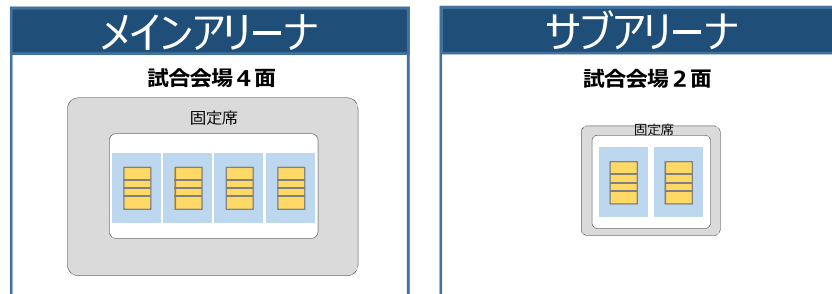 メインアリーナ
試合会場４面
固定席
サブアリーナ
試合会場２面
固定席